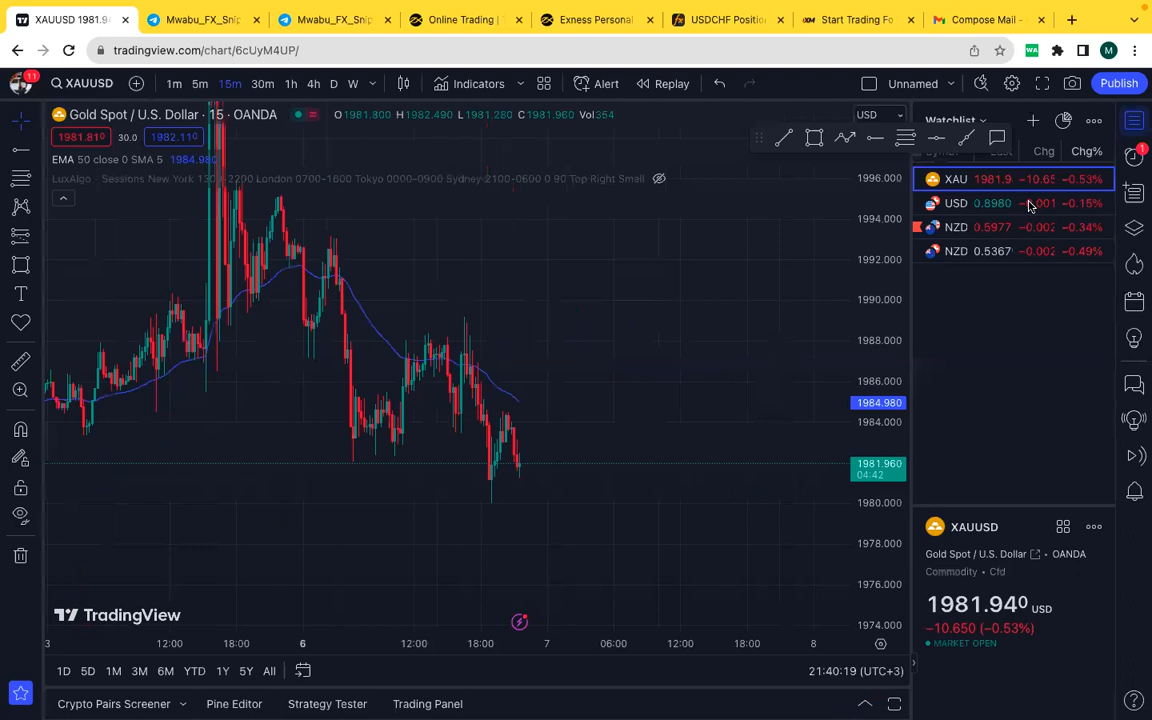 XAUUSD 1981.94
Mwabu_FX_Snip
Mwabu_FX_Snip
Online Trading |
Exness Personal
USDCHF Positio
Start Trading Fo
Compose Mail -
tradingview.com/chart/6cUyM4UP/
WA
M
11
XAUUSD
1m 5m 15m 30m 1h 4h D W
Indicators
Alert
Replay
Unnamed
Publish
Gold Spot / U.S. Dollar · 15 · OANDA
O1981.800 H1982.490 L1981.280 C1981.960 Vol354
USD
Watchlist
1981.810 30.0 1982.110
EMA 50 close 0 SMA 5 1984.980
LuxAlgo - Sessions New York 1300-2200 London 0700-1600 Tokyo 0000-0900 Sydney 2100-0600 0 90 Top Right Small
Chg Chg%
1
XAU 1981.9 −10.65 −0.53%
USD 0.8980 −0.001 −0.15%
NZD 0.5977 −0.002 −0.34%
NZD 0.5367 −0.002 −0.49%
1996.000
1994.000
1992.000
1990.000
1988.000
1986.000
1984.980
1984.000
1981.960
04:42
1980.000
1978.000
1976.000
1974.000
XAUUSD
Gold Spot / U.S. Dollar · OANDA
Commodity · Cfd
1981.940 USD
−10.650 (−0.53%)
MARKET OPEN
TradingView
3 12:00 18:00 6 12:00 18:00 7 06:00 12:00 18:00 8
1D 5D 1M 3M 6M YTD 1Y 5Y All
21:40:19 (UTC+3)
Crypto Pairs Screener Pine Editor Strategy Tester Trading Panel